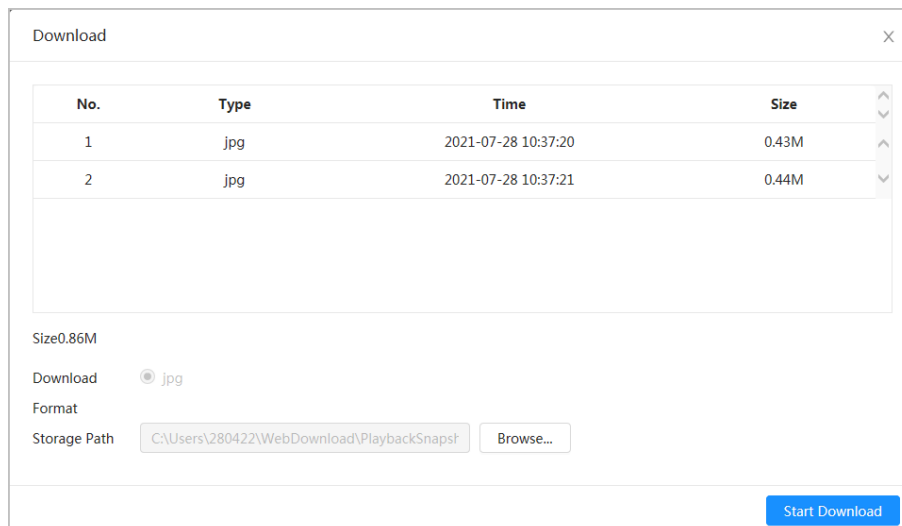 Download
No. Type Time Size
1 jpg 2021-07-28 10:37:20 0.43M
2 jpg 2021-07-28 10:37:21 0.44M
Size0.86M
Download jpg
Format
Storage Path C:\Users\280422\WebDownload\PlaybackSnapsh Browse...
Start Download